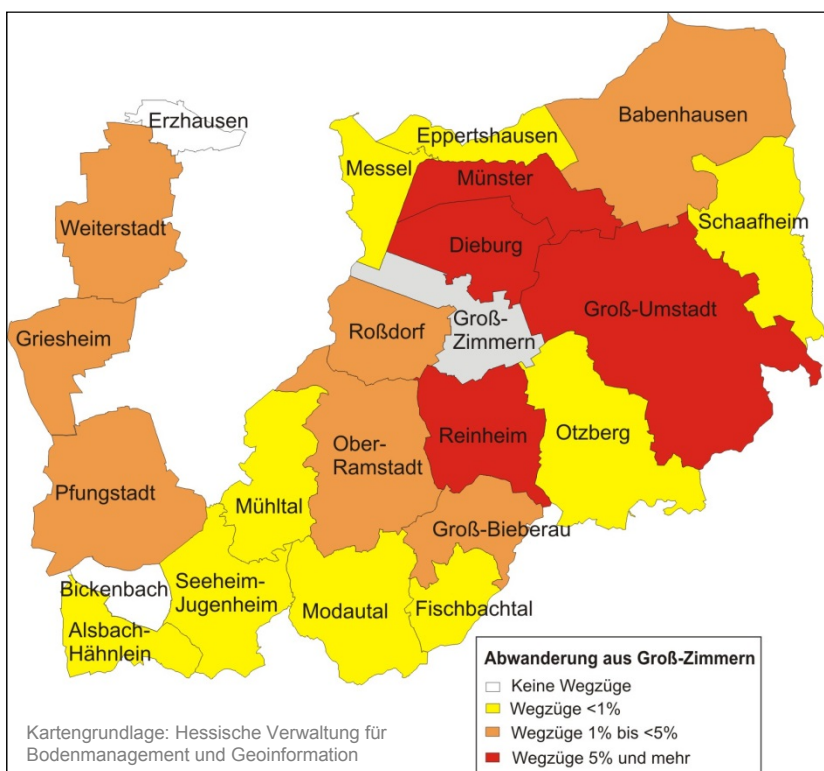 Erzhausen
Babenhausen
Eppertshausen
Messel
Münster
Schaafheim
Weiterstadt
Dieburg
Groß-Umstadt
Griesheim
Roßdorf
Groß-
Zimmern
Otzberg
Reinheim
Ober-
Ramstadt
Pfungstadt
Mühltal
Groß-Bieberau
Bickenbach
Seeheim-
Jugenheim
Modautal
Fischbachtal
Alsbach-
Hähnlein
Abwanderung aus Groß-Zimmern
Keine Wegzüge
Wegzüge <1%
Wegzüge 1% bis <5%
Wegzüge 5% und mehr
Kartengrundlage: Hessische Verwaltung für
Bodenmanagement und Geoinformation